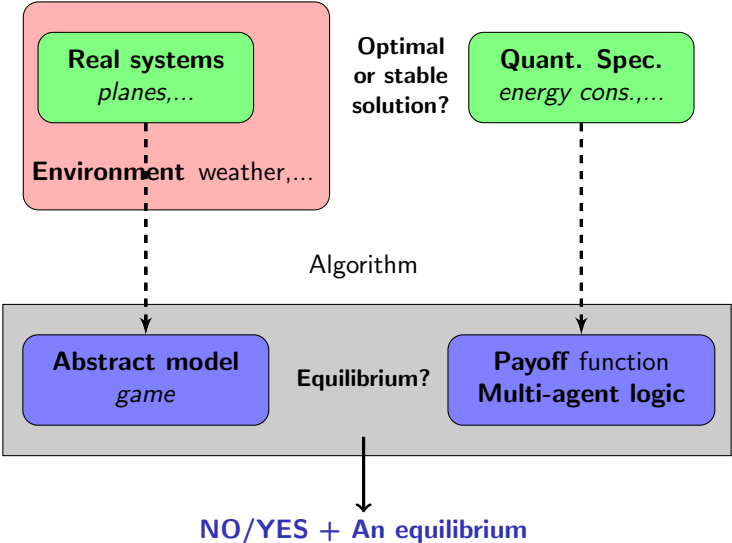 Real systems
planes,...
Optimal
or stable
solution?
Quant. Spec.
energy cons.,...
Environment weather,...
Algorithm
Abstract model
game
Equilibrium?
Payoff function
Multi-agent logic
NO/YES + An equilibrium